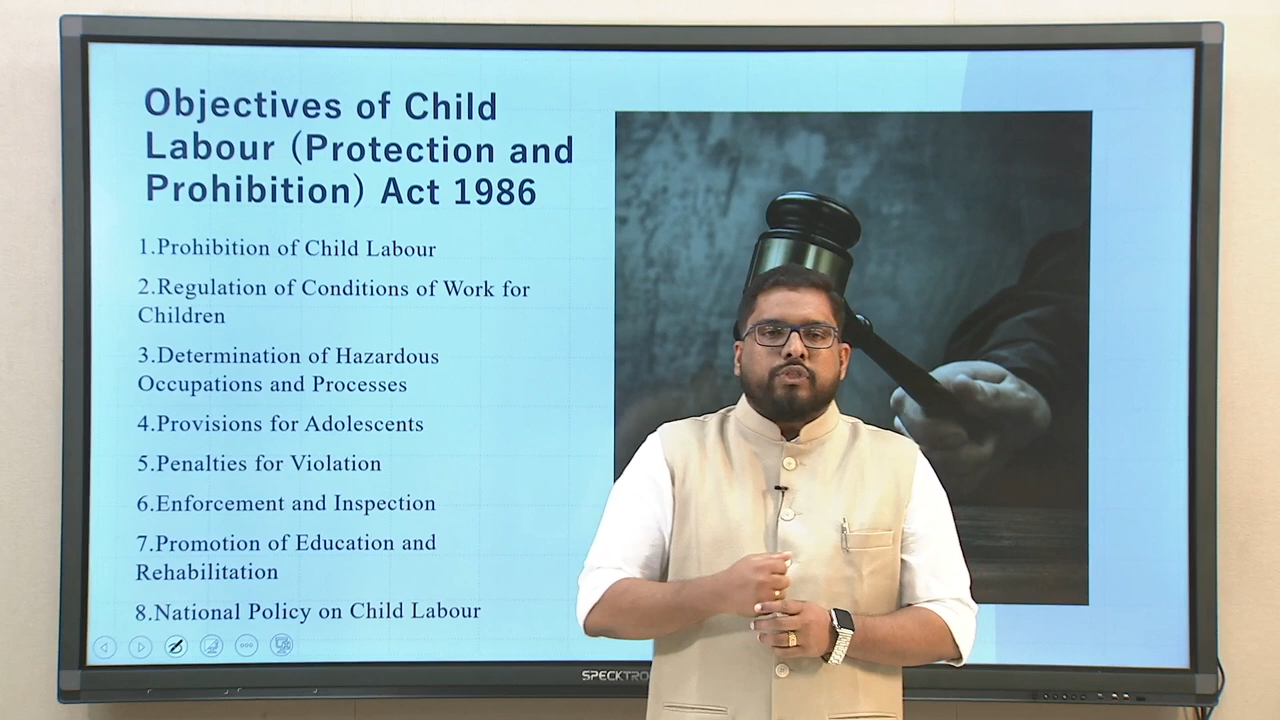 Objectives of Child
Labour (Protection and
Prohibition) Act 1986
1.Prohibition of Child Labour
2.Regulation of Conditions of Work for
Children
3.Determination of Hazardous
Occupations and Processes
4.Provisions for Adolescents
5.Penalties for Violation
6.Enforcement and Inspection
7.Promotion of Education and
Rehabilitation
8.National Policy on Child Labour
SPECKTRO